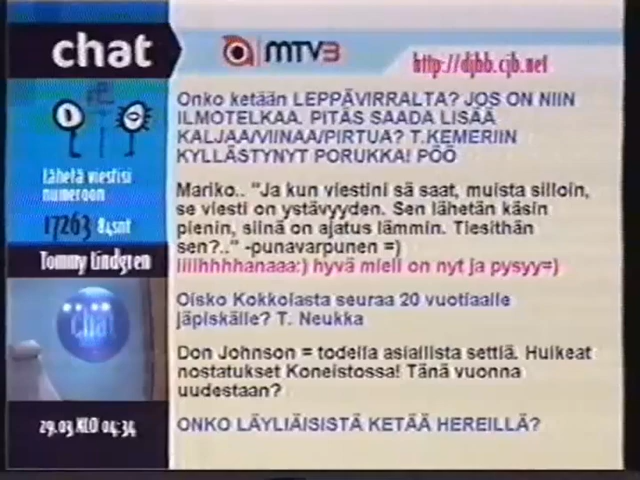 chat
MTV3
http://djbb.cjb.net
Onko ketään LEPPÄVIRRALTA? JOS ON NIIN
ILMOTELKAA. PITÄS SAADA LISÄÄ
KALJAA/VIINAA/PIRTUA? T.KEMERIIN
KYLLÄSTYNYT PORUKKA! PÖÖ
Mariko.. "Ja kun viestini sä saat, muista silloin,
se viesti on ystävyyden. Sen lähetän käsin
pienin, siinä on ajatus lämmin. Tiesithän
sen?.." -punavarpunen =)
iiiihhhhanaaa:) hyvä mieli on nyt ja pysyy=)
Oisko Kokkolasta seuraa 20 vuotiaalle
jäpiskälle? T. Neukka
Don Johnson = todella asiallista settiä. Huikeat
nostatukset Koneistossa! Tänä vuonna
uudestaan?
ONKO LÄYLIÄISISTÄ KETÄÄ HEREILLÄ?
Lähetä viestisi
numeroon
17263 84snt
Tommy Lindgren
chat
29.03.KLO 04:34